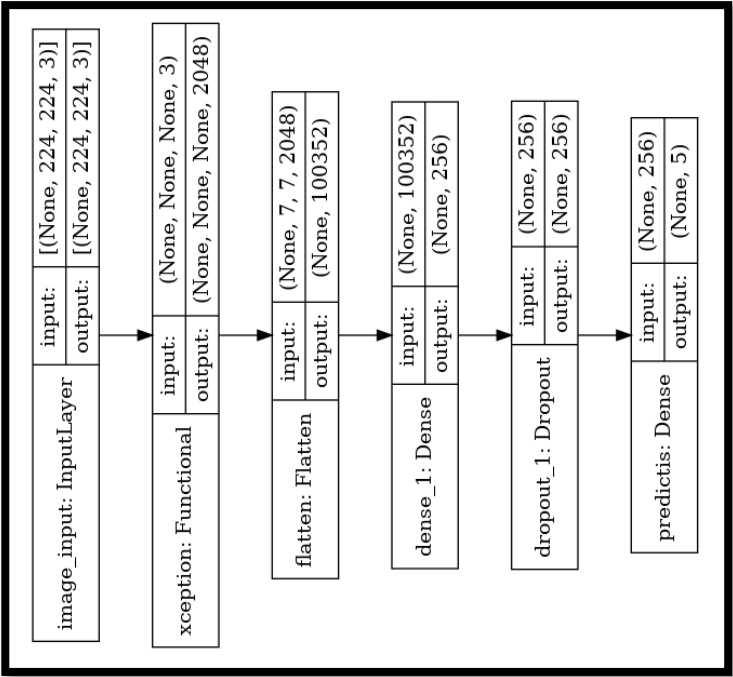 image_input: InputLayer
input:
[(None, 224, 224, 3)]
output:
[(None, 224, 224, 3)]
xception: Functional
input:
(None, None, None, 3)
output:
(None, None, None, 2048)
flatten: Flatten
input:
(None, 7, 7, 2048)
output:
(None, 100352)
dense_1: Dense
input:
(None, 100352)
output:
(None, 256)
dropout_1: Dropout
input:
(None, 256)
output:
(None, 256)
predictis: Dense
input:
(None, 256)
output:
(None, 5)